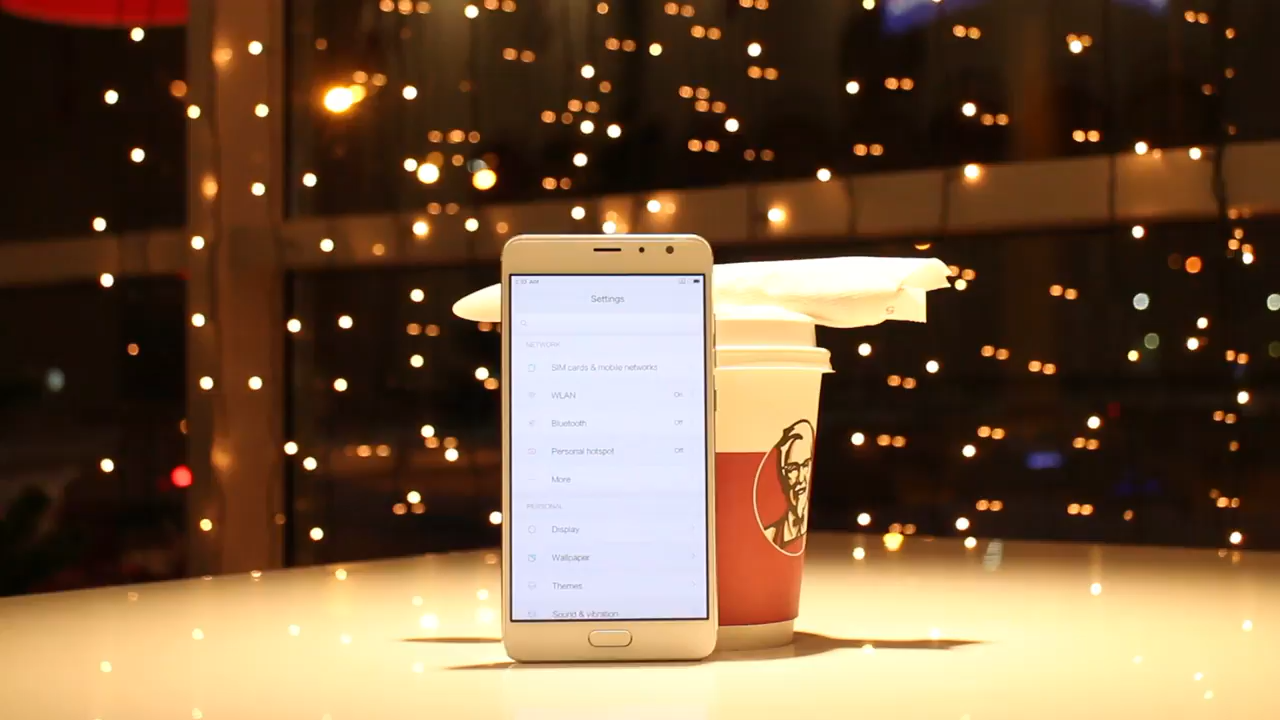 Settings
NETWORK
SIM cards & mobile networks
WLAN On
Bluetooth Off
Personal hotspot Off
More
PERSONAL
Display
Wallpaper
Themes
Sound & vibration